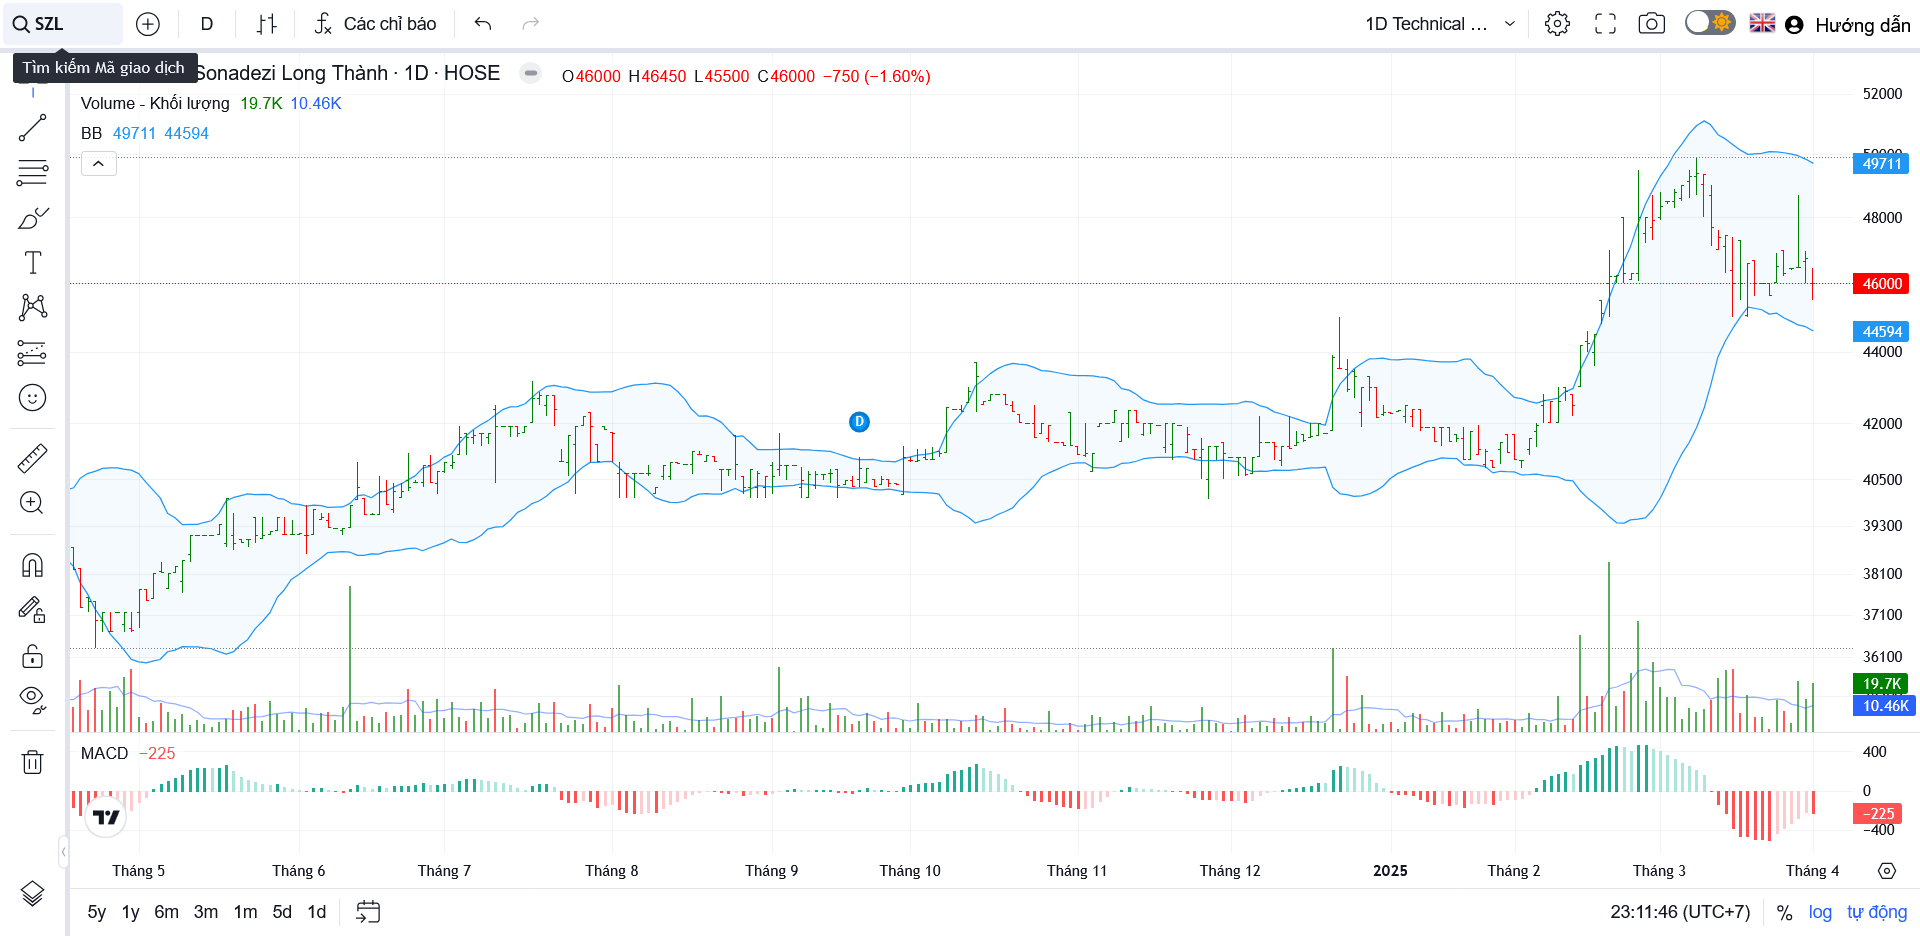 SZL
D
Các chỉ báo
1D Technical ...
Hướng dẫn
Tìm kiếm Mã giao dịch
Sonadezi Long Thành · 1D · HOSE
O46000 H46450 L45500 C46000 −750 (−1.60%)
Volume - Khối lượng 19.7K 10.46K
BB 49711 44594
52000
49711
48000
46000
44594
44000
D
42000
40500
39300
38100
37100
36100
19.7K
10.46K
MACD −225
400
0
−225
−400
Tháng 5 Tháng 6 Tháng 7 Tháng 8 Tháng 9 Tháng 10 Tháng 11 Tháng 12 2025 Tháng 2 Tháng 3 Tháng 4
5y 1y 6m 3m 1m 5d 1d
23:11:46 (UTC+7) % log tự động